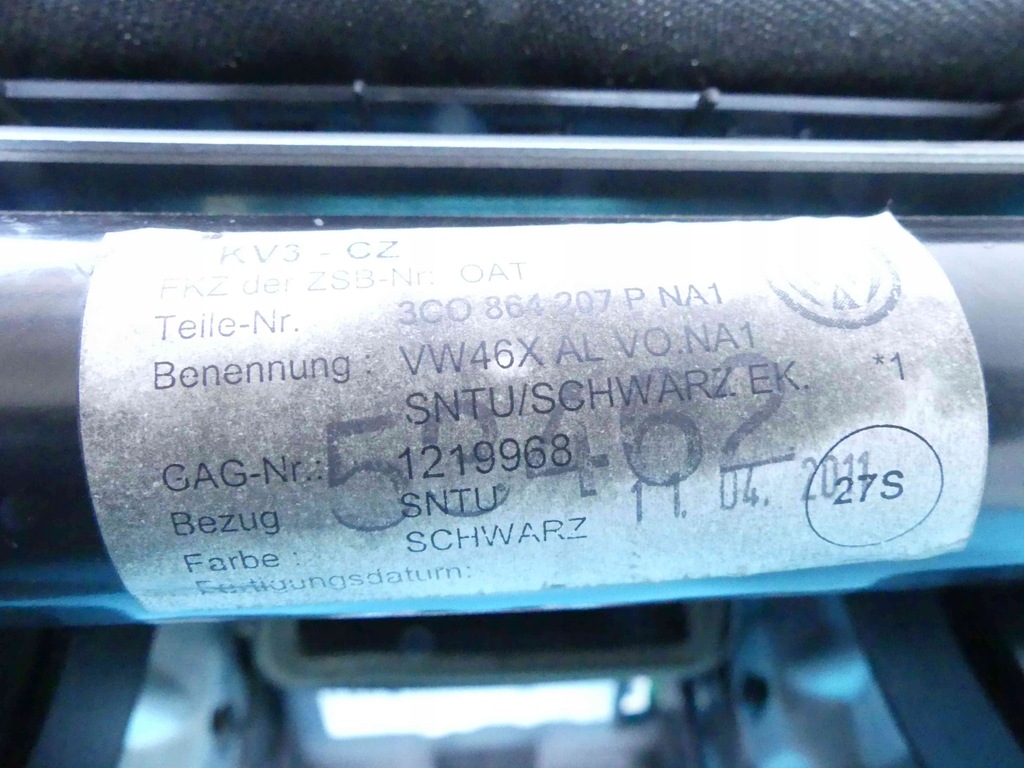 KV3 - CZ
FKZ der ZSB-Nr: OAT
Teile-Nr. 3CO 864 207 P NA1
Benennung : VW46X AL VO.NA1
SNTU/SCHWARZ EK. *1
GAG-Nr.: 1219968
Bezug SNTU
Farbe : SCHWARZ
Fertigungsdatum:
11. 04. 2011
27S